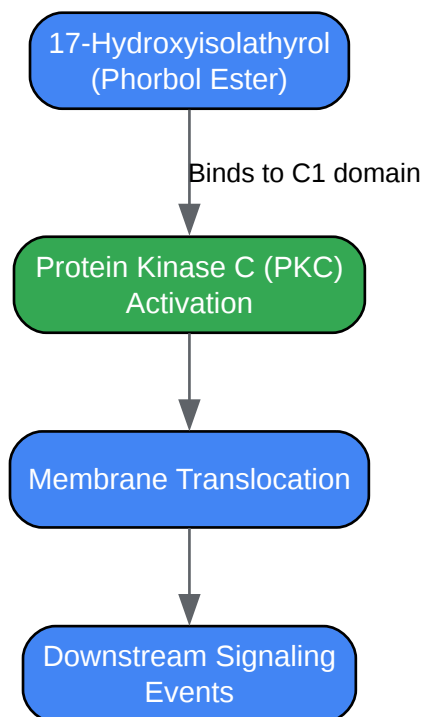 17-Hydroxyisolathyrol
(Phorbol Ester)
Binds to C1 domain
Protein Kinase C (PKC)
Activation
Membrane Translocation
Downstream Signaling
Events